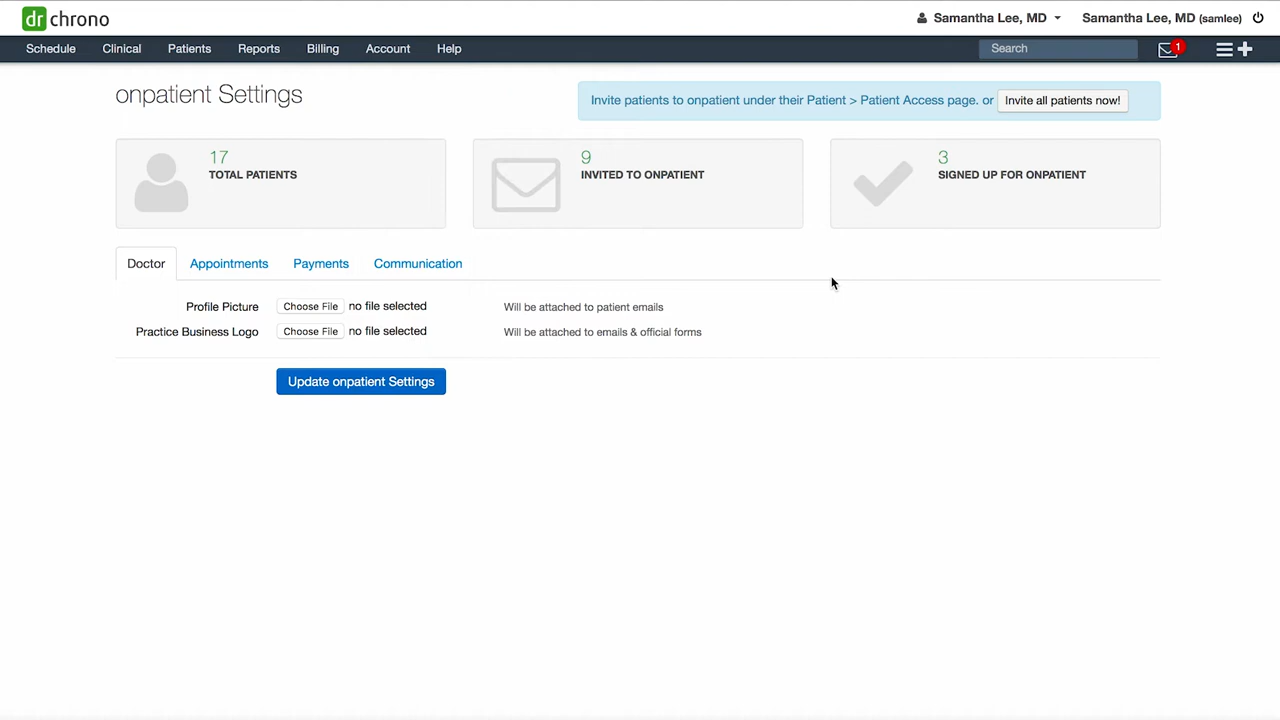 dr chrono
Samantha Lee, MD
Samantha Lee, MD (samlee)
Schedule Clinical Patients Reports Billing Account Help
Search
1
onpatient Settings
Invite patients to onpatient under their Patient > Patient Access page. or Invite all patients now!
17
TOTAL PATIENTS
9
INVITED TO ONPATIENT
3
SIGNED UP FOR ONPATIENT
Doctor Appointments Payments Communication
Profile Picture Choose File no file selected Will be attached to patient emails
Practice Business Logo Choose File no file selected Will be attached to emails & official forms
Update onpatient Settings